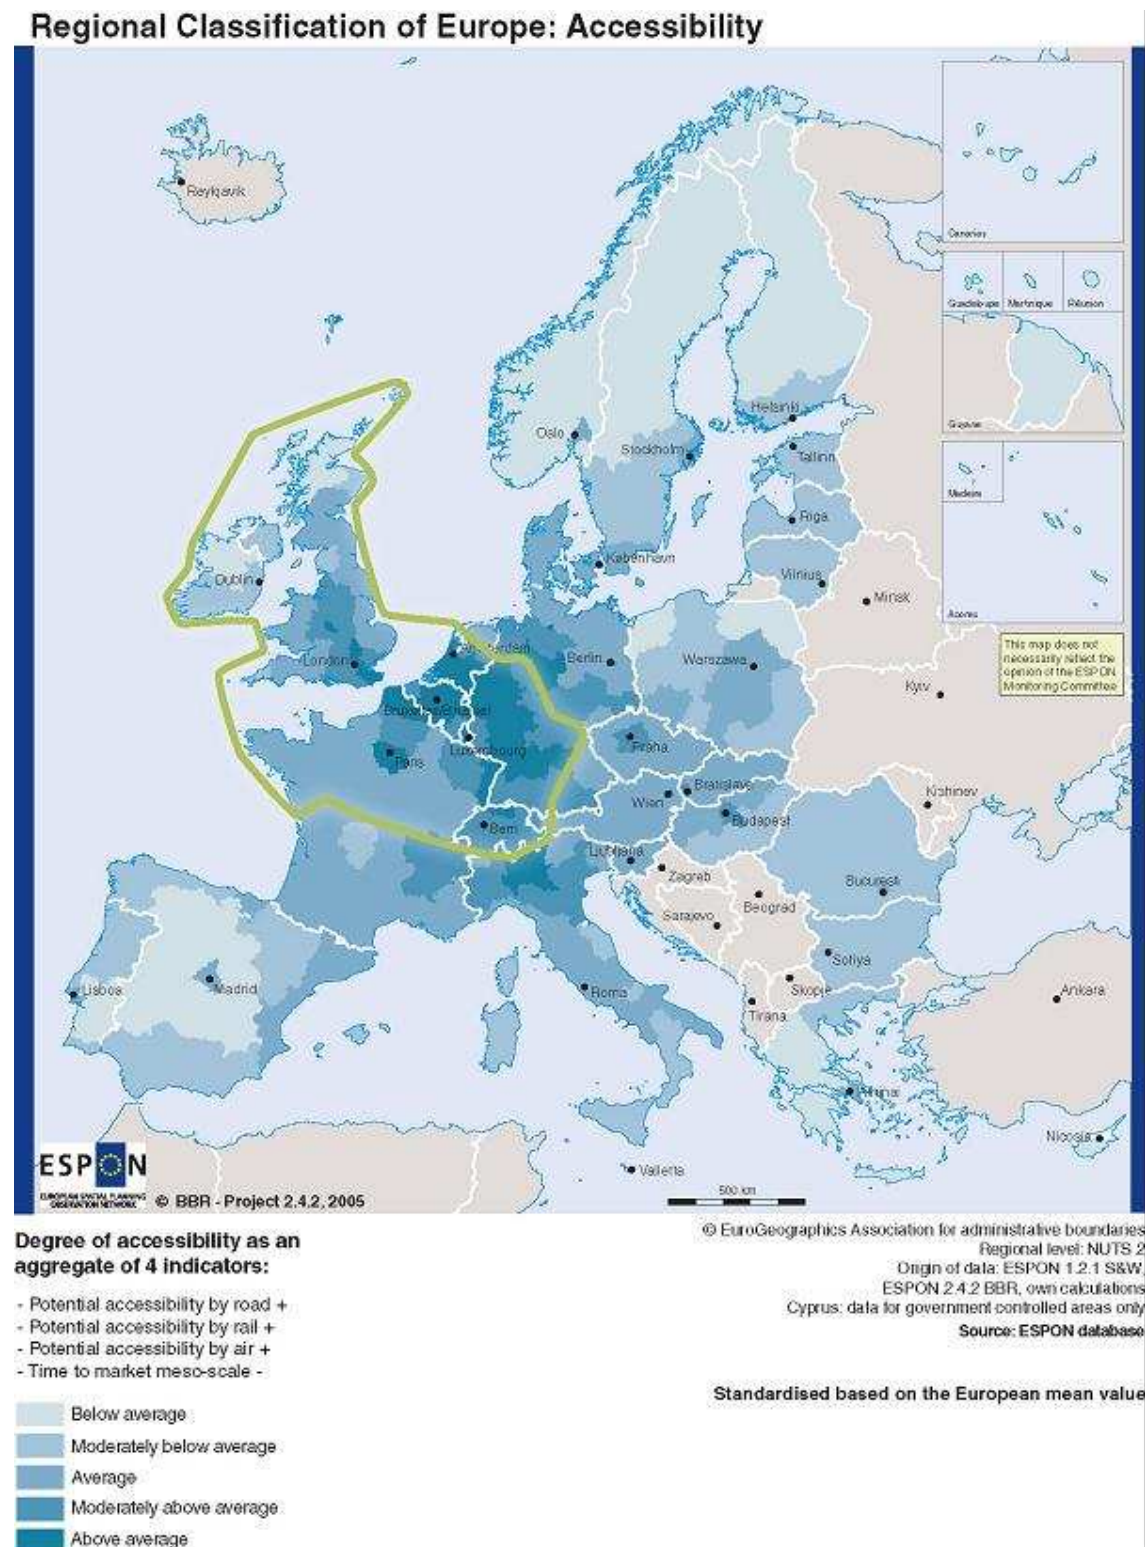 Regional Classification of Europe: Accessibility
Reykjavik
Canarias
Guadeloupe
Martinique
Réunion
Guyane
Madeira
Acores
This map does not
necessarily reflect the
opinion of the ESPON
Monitoring Committee
Helsinki
Oslo
Stockholm
Tallinn
Riga
København
Vilnius
Minsk
Dublin
London
Amsterdam
Berlin
Warszawa
Kyiv
Luxembourg
Paris
Praha
Bratislava
Wien
Budapest
Bern
Ljubljana
Zagreb
Beograd
Bucuresti
Sarajevo
Sofiya
Skopje
Tirana
Madrid
Lisboa
Roma
Ankara
Nicosia
Valletta
ESPON
EUROPEAN SPATIAL PLANNING
OBSERVATION NETWORK
© BBR - Project 2.4.2, 2005
500 km
Degree of accessibility as an
aggregate of 4 indicators:
- Potential accessibility by road +
- Potential accessibility by rail +
- Potential accessibility by air +
- Time to market meso-scale -
Below average
Moderately below average
Average
Moderately above average
Above average
© EuroGeographics Association for administrative boundaries
Regional level: NUTS 2
Origin of data: ESPON 1.2.1 S&W,
ESPON 2.4.2 BBR, own calculations
Cyprus: data for government controlled areas only
Source: ESPON database
Standardised based on the European mean value